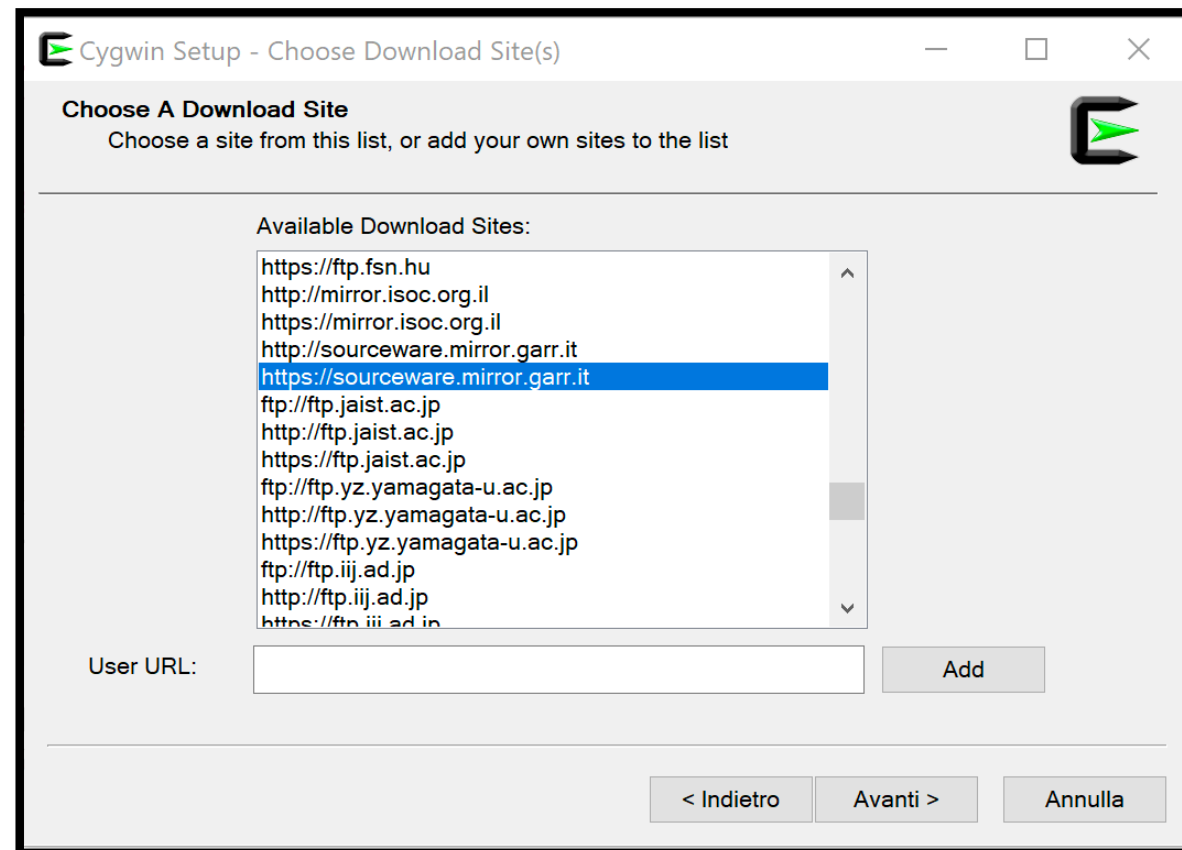 Cygwin Setup - Choose Download Site(s)
Choose A Download Site
Choose a site from this list, or add your own sites to the list
Available Download Sites:
https://ftp.fsn.hu
http://mirror.isoc.org.il
https://mirror.isoc.org.il
http://sourceware.mirror.garr.it
https://sourceware.mirror.garr.it
ftp://ftp.jaist.ac.jp
http://ftp.jaist.ac.jp
https://ftp.jaist.ac.jp
ftp://ftp.yz.yamagata-u.ac.jp
http://ftp.yz.yamagata-u.ac.jp
https://ftp.yz.yamagata-u.ac.jp
ftp://ftp.iij.ad.jp
http://ftp.iij.ad.jp
https://ftp.iij.ad.jp
User URL:
Add
< Indietro Avanti > Annulla